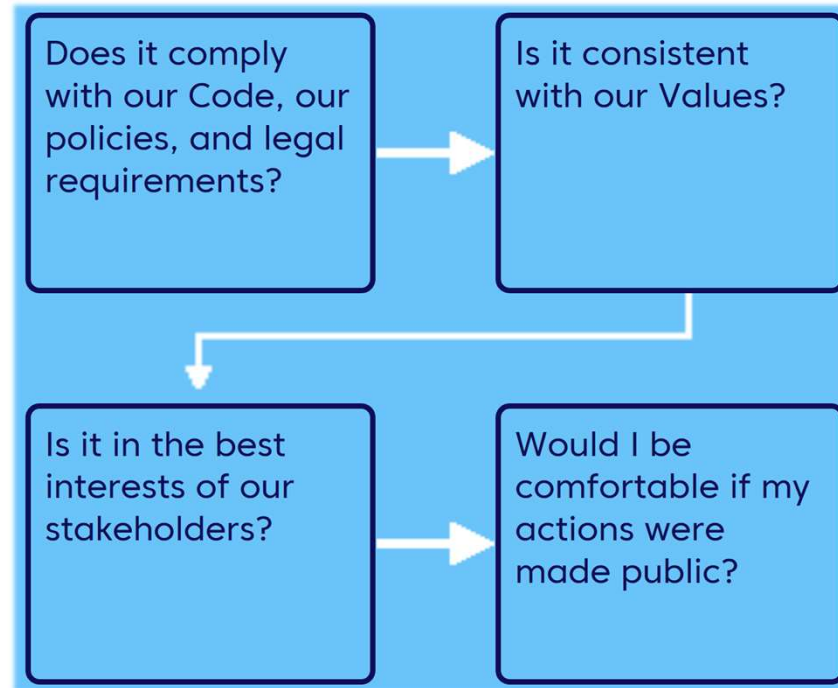 Does it comply
with our Code, our
policies, and legal
requirements?
Is it consistent
with our Values?
Is it in the best
interests of our
stakeholders?
Would I be
comfortable if my
actions were
made public?